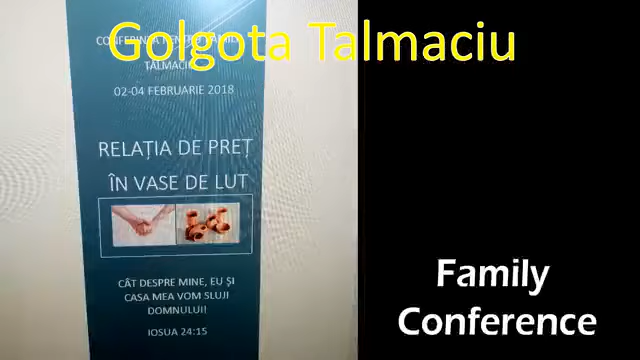 Golgota Talmaciu
TĂLMACIU
02-04 FEBRUARIE 2018
RELAȚIA DE PREȚ
ÎN VASE DE LUT
CÂT DESPRE MINE, EU ȘI
CASA MEA VOM SLUJI
DOMNULUI!
IOSUA 24:15
Family
Conference